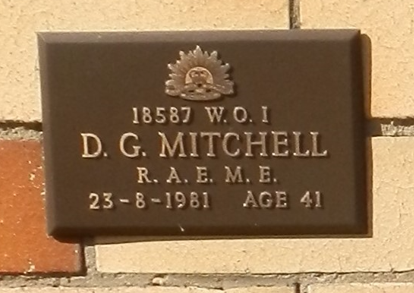 18587 W.O. I
D. G. MITCHELL
R. A. E. M. E.
23-8-1981 AGE 41